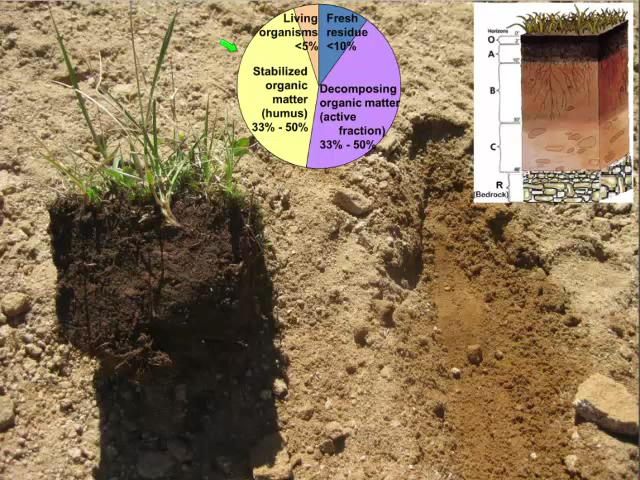 Living
organisms
<5%
Fresh
residue
<10%
Stabilized
organic
matter
(humus)
33% - 50%
Decomposing
organic matter
(active
fraction)
33% - 50%
Horizons
O
A
B
C
R
(Bedrock)